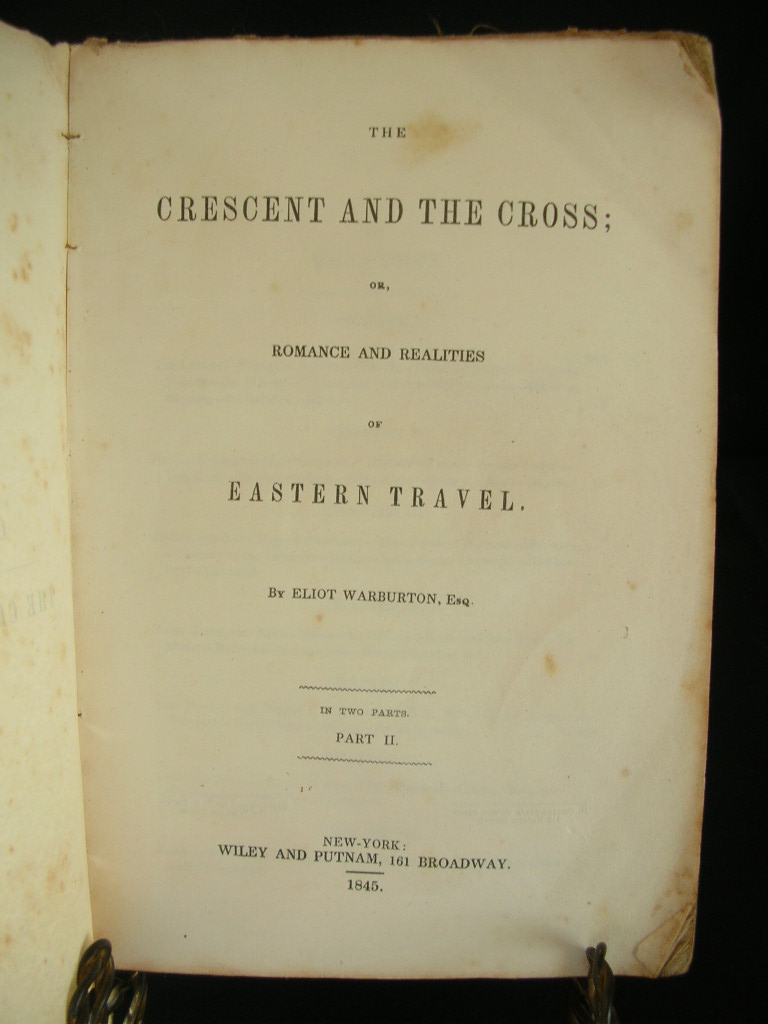 THE
CRESCENT AND THE CROSS;
OR,
ROMANCE AND REALITIES
OF
EASTERN TRAVEL.
BY ELIOT WARBURTON, ESQ.
IN TWO PARTS.
PART II.
NEW-YORK:
WILEY AND PUTNAM, 161 BROADWAY.
1845.